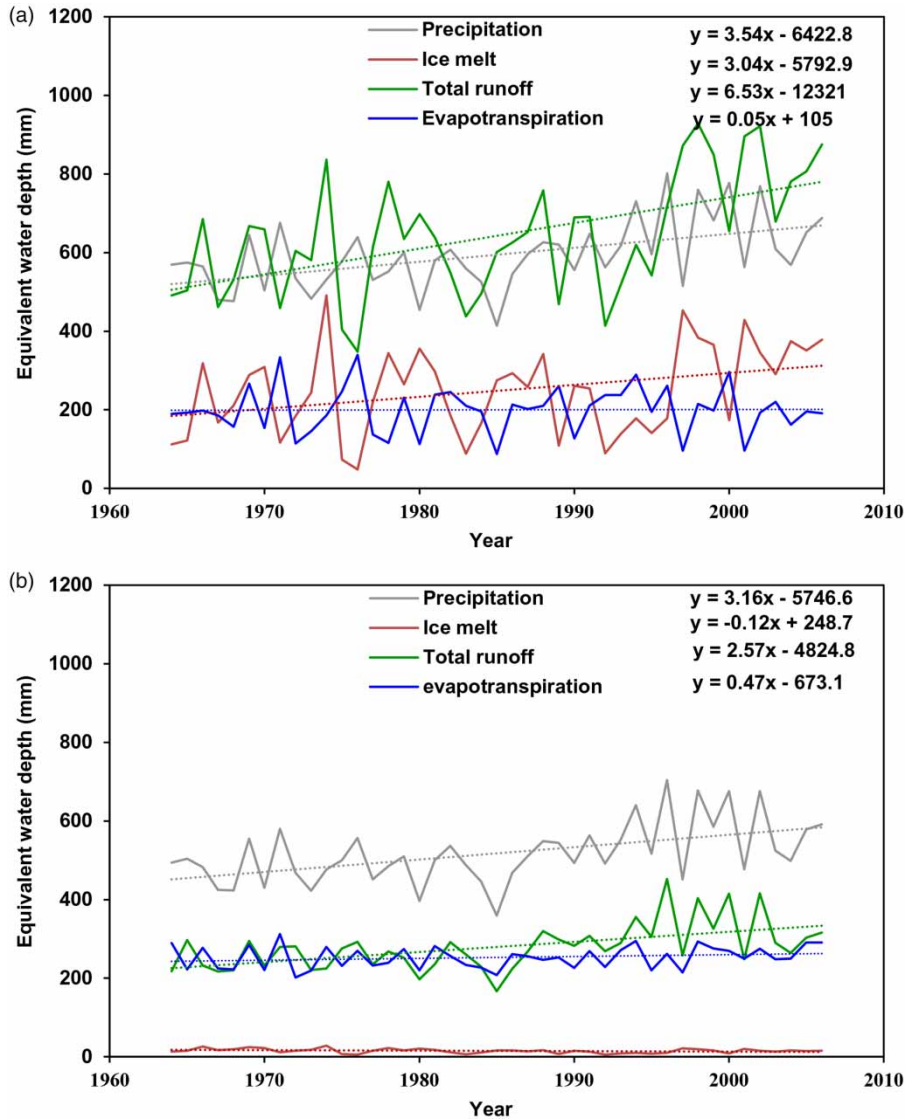 (a)
1200
1000
800
600
400
200
0
Equivalent water depth (mm)
Precipitation
Ice melt
Total runoff
Evapotranspiration
y = 3.54x - 6422.8
y = 3.04x - 5792.9
y = 6.53x - 12321
y = 0.05x + 105
1960 1970 1980 1990 2000 2010
Year
(b)
1200
1000
800
600
400
200
0
Equivalent water depth (mm)
Precipitation
Ice melt
Total runoff
evapotranspiration
y = 3.16x - 5746.6
y = -0.12x + 248.7
y = 2.57x - 4824.8
y = 0.47x - 673.1
1960 1970 1980 1990 2000 2010
Year